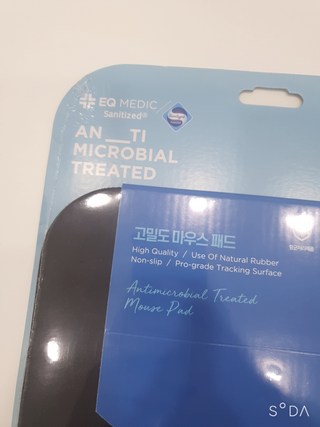 EQ MEDIC
Sanitized®
AN__TI
MICROBIAL
TREATED
고밀도 마우스 패드
High Quality / Use Of Natural Rubber
Non-slip / Pro-grade Tracking Surface
Antimicrobial Treated
Mouse Pad
SODA